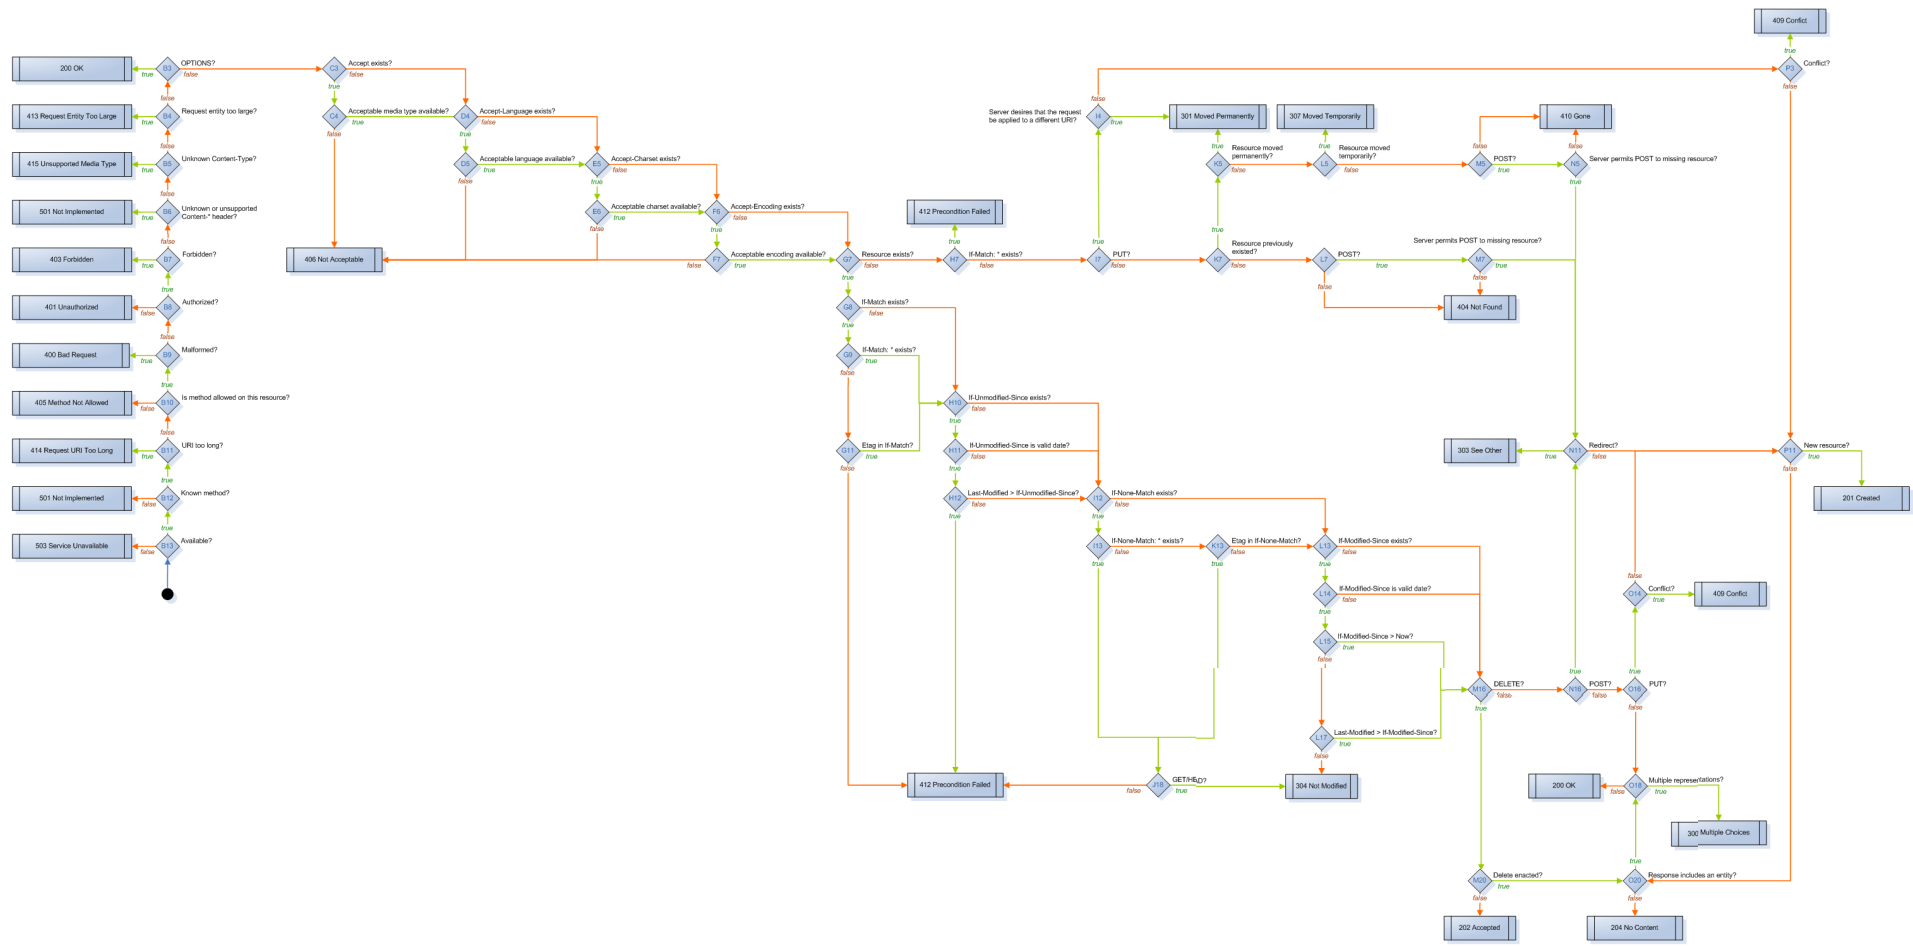 409 Confict
true
200 OK
true
B3
OPTIONS?
false
C3
Accept exists?
false
P3
Conflict?
true
false
false
false
413 Request Entity Too Large
true
B4
Request entity too large?
C4
Acceptable media type available?
true
D4
Accept-Language exists?
false
Server desires that the request
be applied to a different URI?
I4
true
301 Moved Permanently
307 Moved Temporarily
410 Gone
false
false
true
true
true
false
false
415 Unsupported Media Type
true
B5
Unknown Content-Type?
D5
Acceptable language available?
true
E5
Accept-Charset exists?
false
K5
Resource moved
permanently?
false
L5
Resource moved
temporarily?
false
M5
POST?
true
N5
Server permits POST to missing resource?
false
false
true
true
501 Not Implemented
true
B6
Unknown or unsupported
Content-* header?
E6
Acceptable charset available?
true
F6
Accept-Encoding exists?
false
412 Precondition Failed
false
false
true
true
true
true
403 Forbidden
true
B7
Forbidden?
406 Not Acceptable
false
F7
Acceptable encoding available?
true
G7
Resource exists?
false
H7
If-Match: * exists?
false
I7
PUT?
false
K7
Resource previously
existed?
false
L7
POST?
true
Server permits POST to missing resource?
M7
true
true
true
false
false
401 Unauthorized
false
B8
Authorized?
G8
If-Match exists?
false
404 Not Found
false
true
400 Bad Request
true
B9
Malformed?
G9
If-Match: * exists?
true
true
false
405 Method Not Allowed
false
B10
Is method allowed on this resource?
H10
If-Unmodified-Since exists?
false
false
true
414 Request URI Too Long
true
B11
URI too long?
G11
Etag in If-Match?
true
H11
If-Unmodified-Since is valid date?
false
303 See Other
true
N11
Redirect?
false
P11
New resource?
true
true
false
true
true
false
501 Not Implemented
false
B12
Known method?
H12
Last-Modified > If-Unmodified-Since?
false
I12
If-None-Match exists?
false
201 Created
true
true
true
503 Service Unavailable
false
B13
Available?
I13
If-None-Match: * exists?
false
K13
Etag in If-None-Match?
false
L13
If-Modified-Since exists?
false
true
true
true
false
L14
If-Modified-Since is valid date?
false
O14
Conflict?
true
409 Confict
true
L15
If-Modified-Since > Now?
true
false
true
true
M16
DELETE?
false
N16
POST?
false
O16
PUT?
true
false
L17
Last-Modified > If-Modified-Since?
true
false
412 Precondition Failed
false
J18
GET/HEAD?
true
304 Not Modified
200 OK
false
O18
Multiple representations?
true
300 Multiple Choices
true
M20
Delete enacted?
true
O20
Response includes an entity?
false
false
202 Accepted
204 No Content